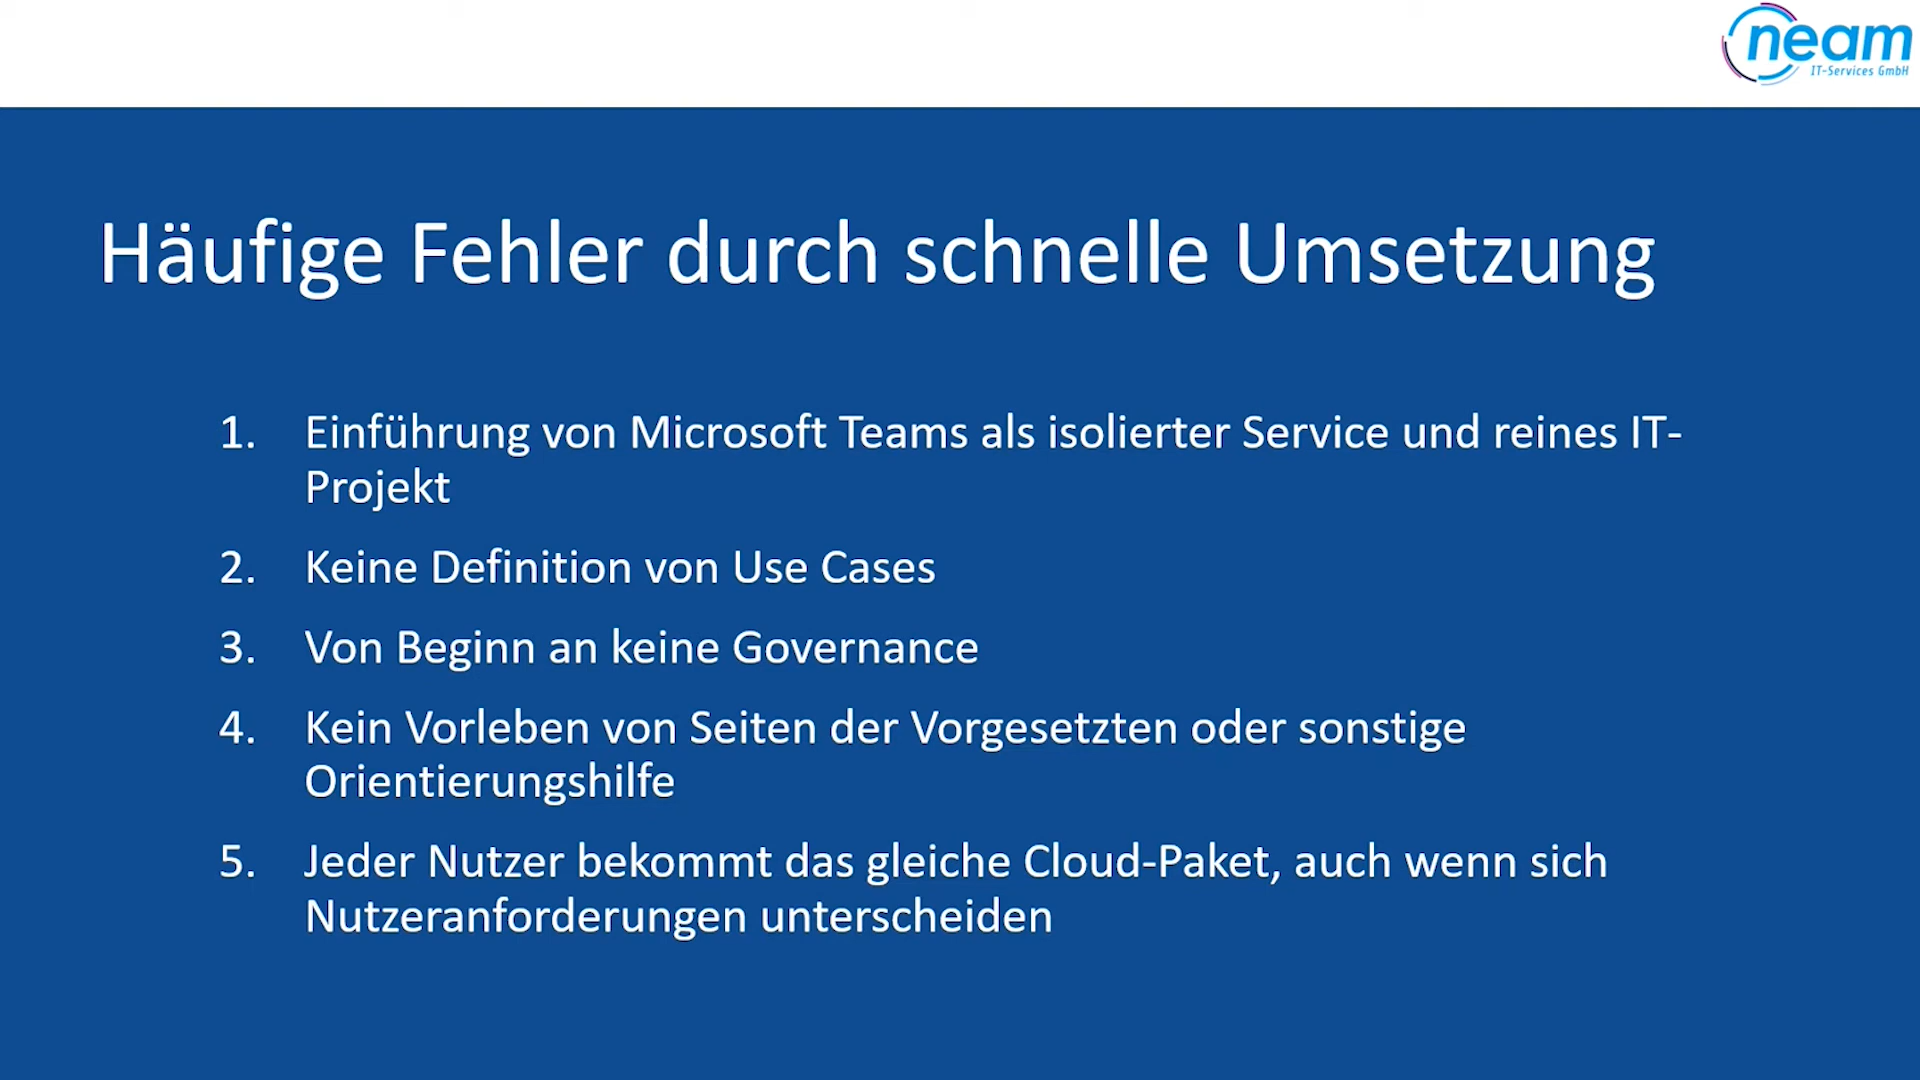 neam
IT-Services GmbH
Häufige Fehler durch schnelle Umsetzung
1. Einführung von Microsoft Teams als isolierter Service und reines IT-
Projekt
2. Keine Definition von Use Cases
3. Von Beginn an keine Governance
4. Kein Vorleben von Seiten der Vorgesetzten oder sonstige
Orientierungshilfe
5. Jeder Nutzer bekommt das gleiche Cloud-Paket, auch wenn sich
Nutzeranforderungen unterscheiden